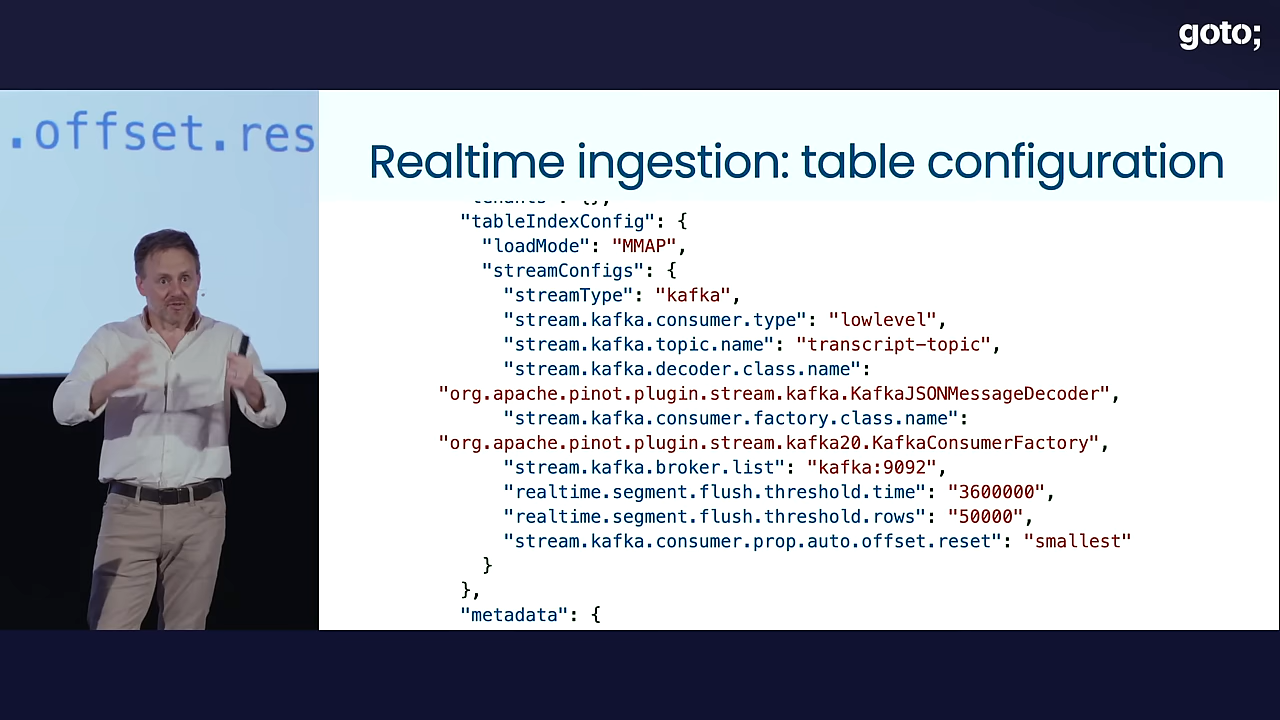 goto;
.offset.res
Realtime ingestion: table configuration
"tableIndexConfig": {
"loadMode": "MMAP",
"streamConfigs": {
"streamType": "kafka",
"stream.kafka.consumer.type": "lowlevel",
"stream.kafka.topic.name": "transcript-topic",
"stream.kafka.decoder.class.name":
"org.apache.pinot.plugin.stream.kafka.KafkaJSONMessageDecoder",
"stream.kafka.consumer.factory.class.name":
"org.apache.pinot.plugin.stream.kafka20.KafkaConsumerFactory",
"stream.kafka.broker.list": "kafka:9092",
"realtime.segment.flush.threshold.time": "3600000",
"realtime.segment.flush.threshold.rows": "50000",
"stream.kafka.consumer.prop.auto.offset.reset": "smallest"
}
},
"metadata": {